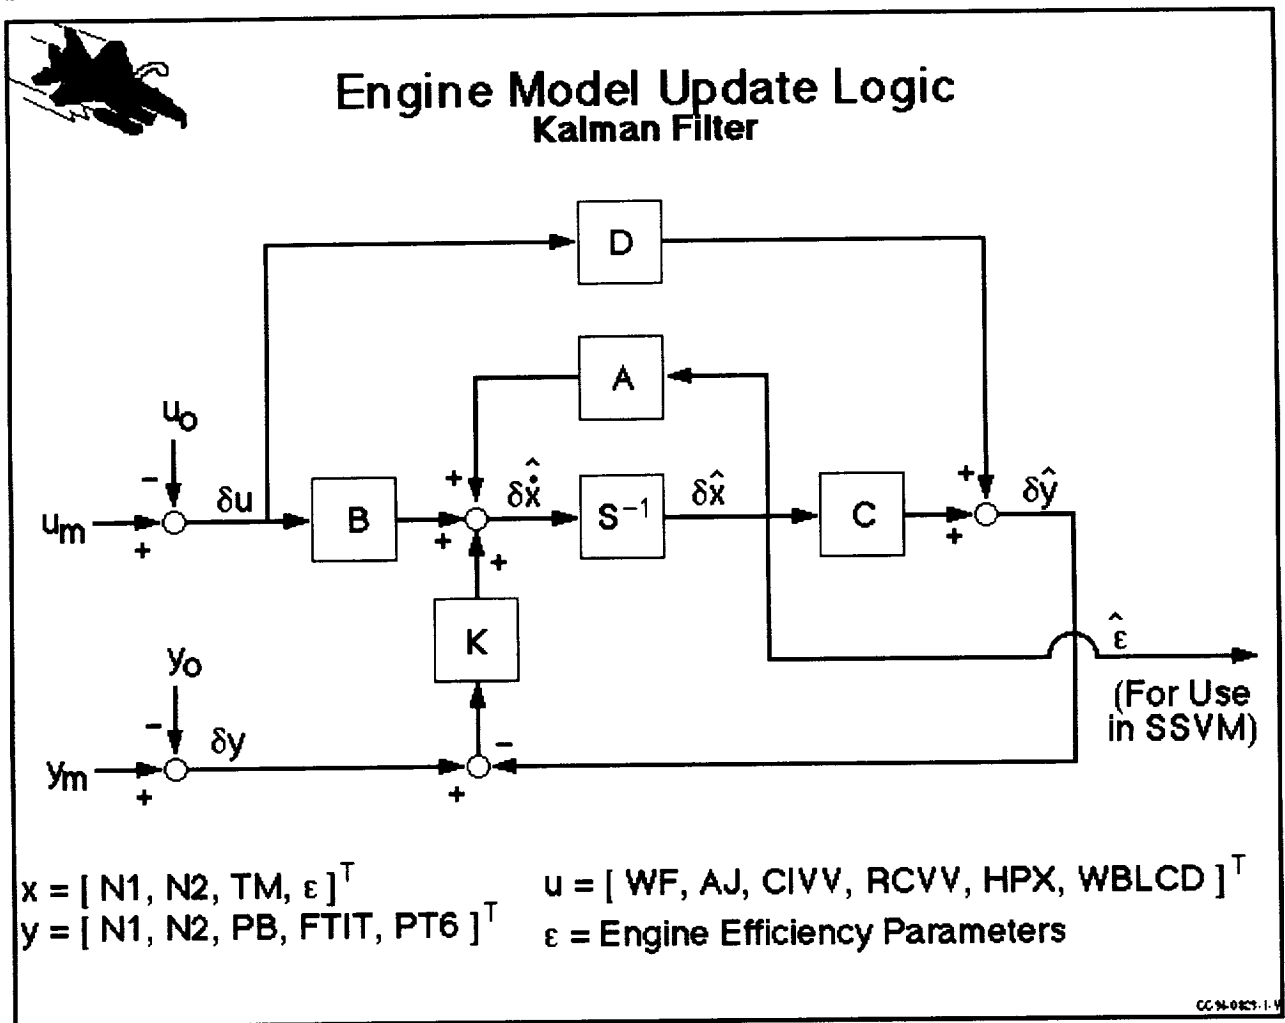 Engine Model Update Logic
Kalman Filter
D
A
u₀
−
+
δu
uₘ
+
B
+
+
δẋ̂
S⁻¹
δx̂
C
+
+
δŷ
K
y₀
−
δy
yₘ
+
−
+
ε̂
(For Use
in SSVM)
x = [ N1, N2, TM, ε ]ᵀ
u = [ WF, AJ, CIVV, RCVV, HPX, WBLCD ]ᵀ
y = [ N1, N2, PB, FTIT, PT6 ]ᵀ
ε = Engine Efficiency Parameters